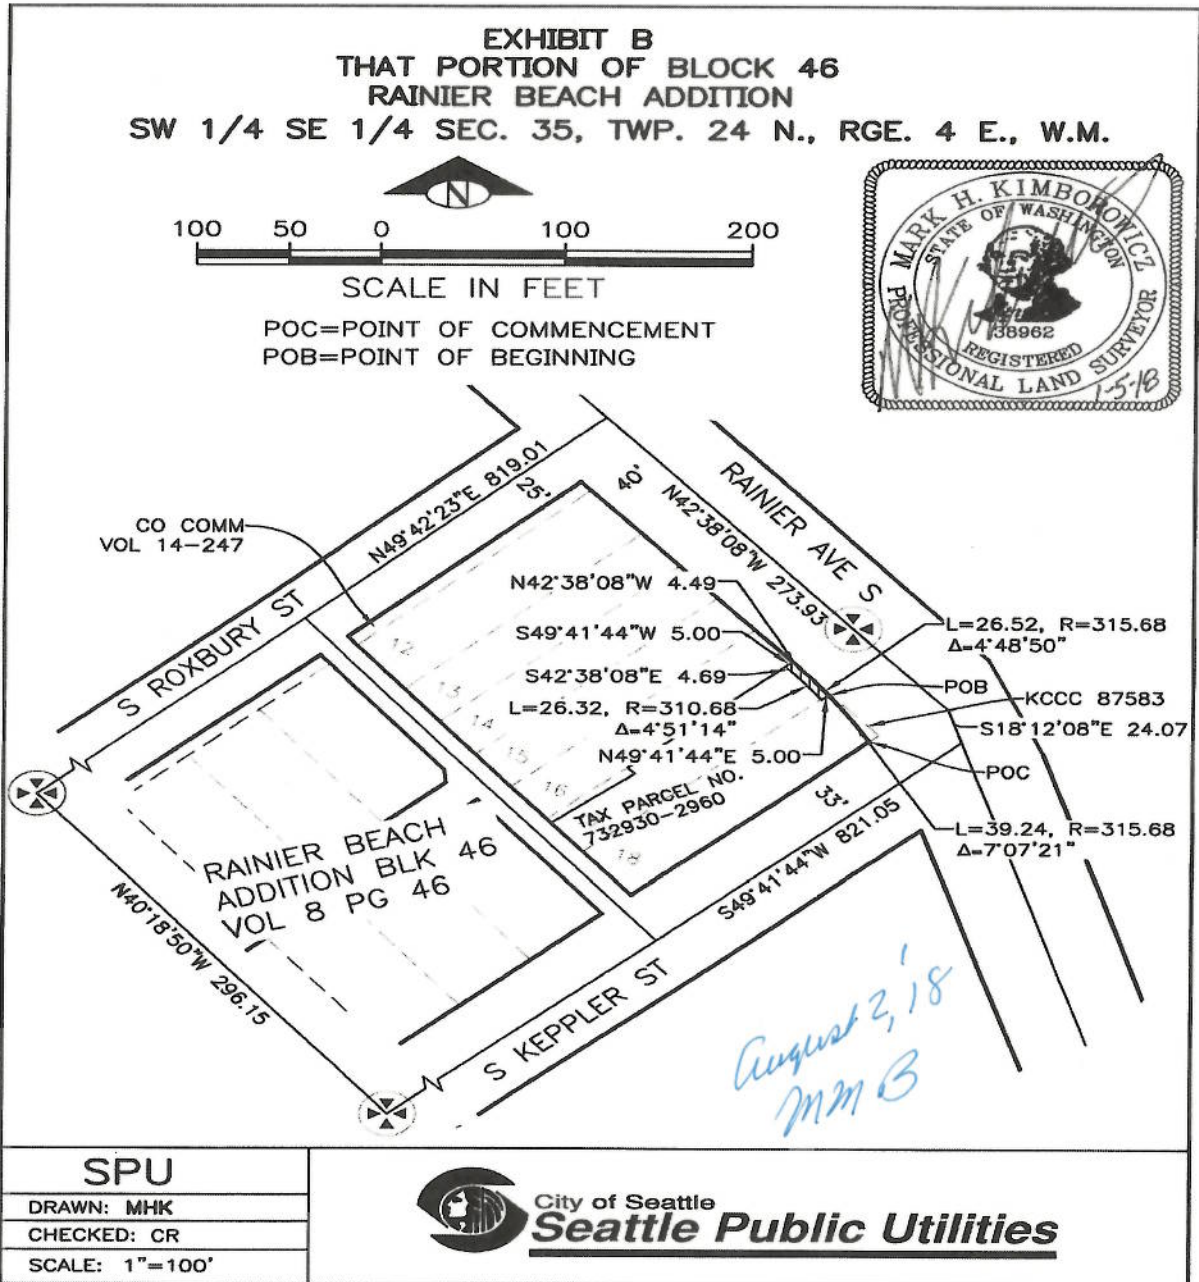 EXHIBIT B
THAT PORTION OF BLOCK 46
RAINIER BEACH ADDITION
SW 1/4 SE 1/4 SEC. 35, TWP. 24 N., RGE. 4 E., W.M.
N
100 50 0 100 200
SCALE IN FEET
POC=POINT OF COMMENCEMENT
POB=POINT OF BEGINNING
MARK H. KIMBOROWICZ
STATE OF WASHINGTON
38962
REGISTERED
PROFESSIONAL LAND SURVEYOR
1-5-18
CO COMM
VOL 14-247
N49°42'23"E 819.01
25'
40'
N42°38'08"W 273.93
RAINIER AVE S
S ROXBURY ST
12
13
14
15
16
18
N42°38'08"W 4.49
S49°41'44"W 5.00
S42°38'08"E 4.69
L=26.32, R=310.68
Δ=4°51'14"
N49°41'44"E 5.00
L=26.52, R=315.68
Δ=4°48'50"
POB
KCCC 87583
S18°12'08"E 24.07
POC
L=39.24, R=315.68
Δ=7°07'21"
TAX PARCEL NO.
732930-2960
33'
S49°41'44"W 821.05
RAINIER BEACH
ADDITION BLK 46
VOL 8 PG 46
N40°18'50"W 296.15
S KEPPLER ST
August 2, '18
MMB
SPU
DRAWN: MHK
CHECKED: CR
SCALE: 1"=100'
City of Seattle
Seattle Public Utilities